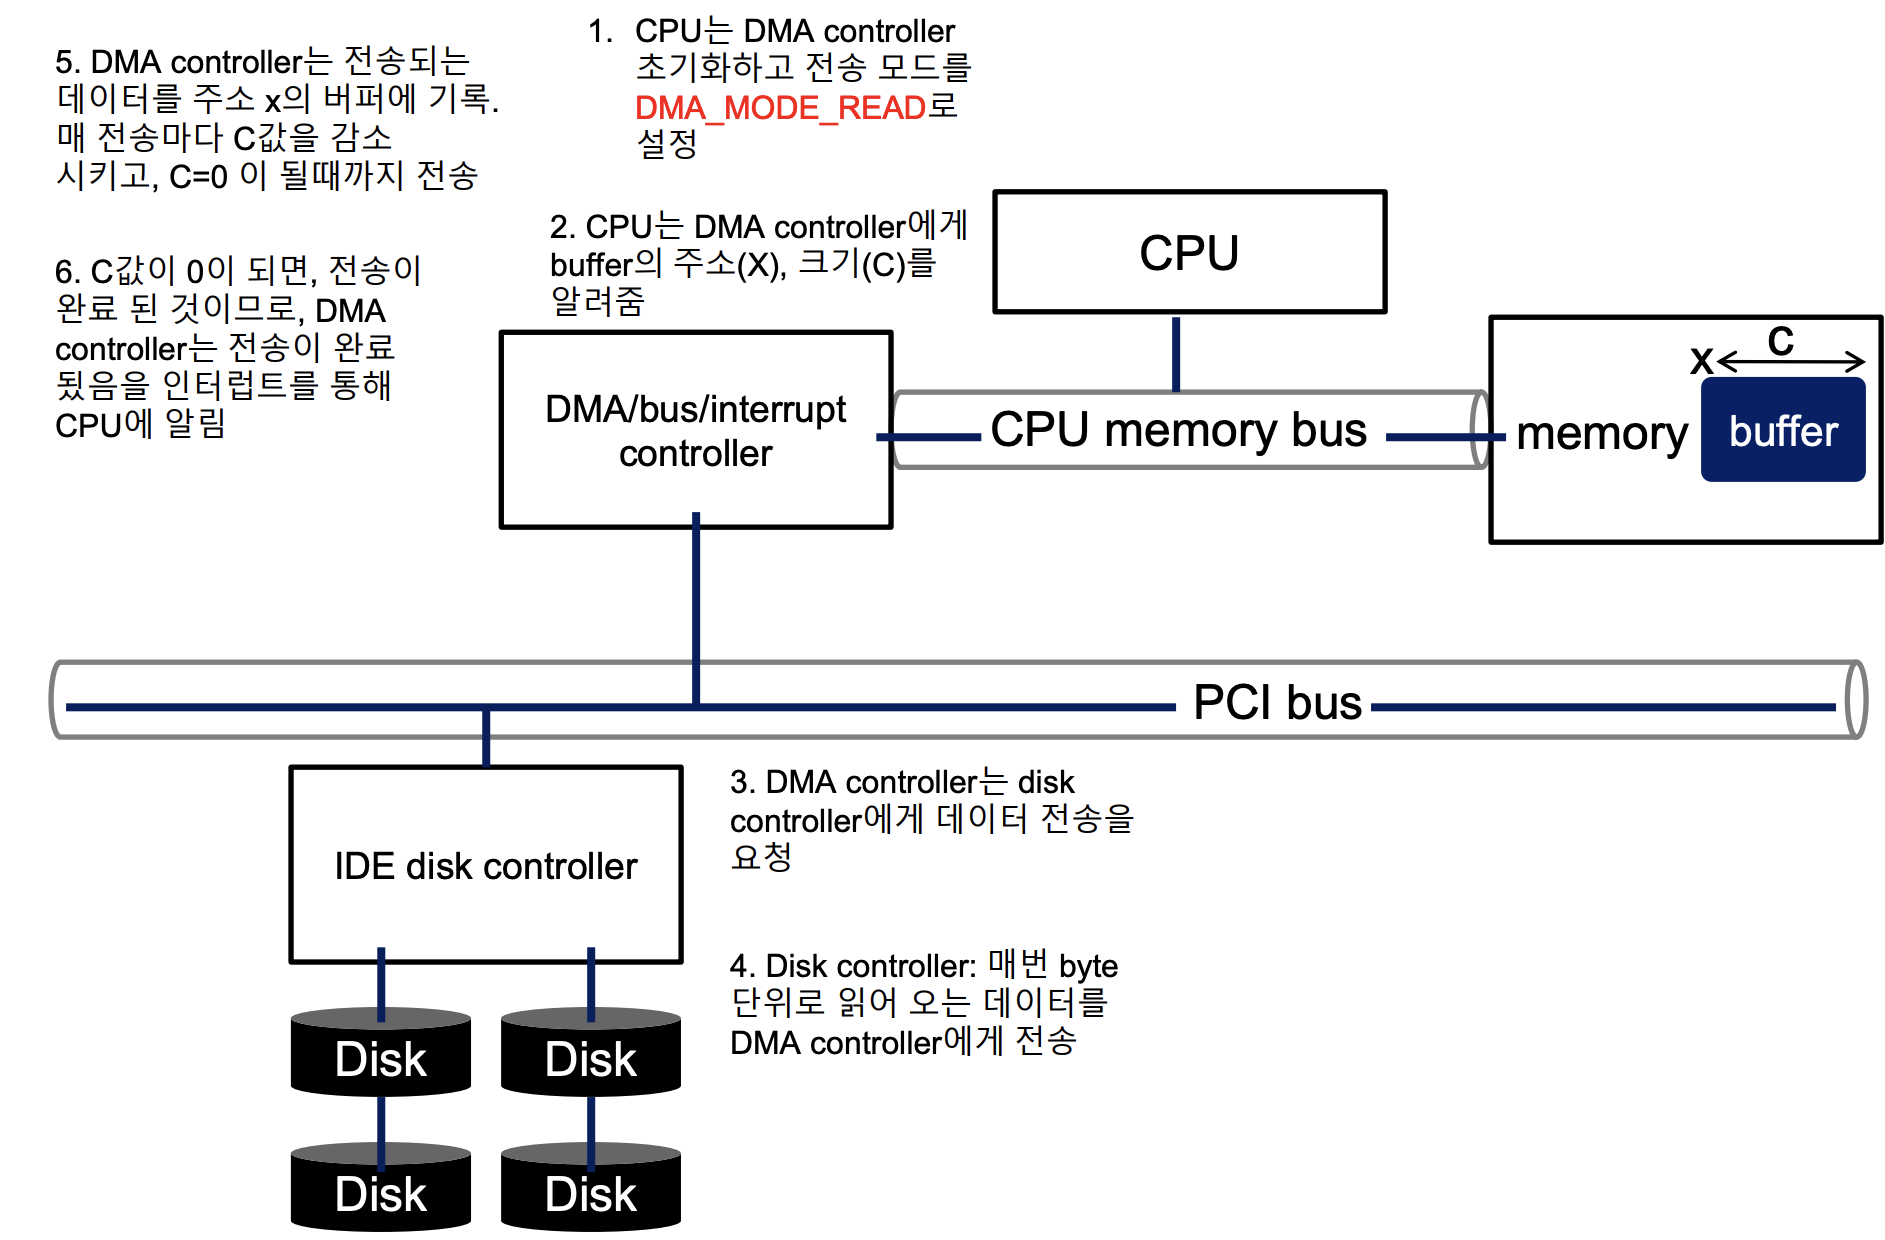 1. CPU는 DMA controller
초기화하고 전송 모드를
DMA_MODE_READ로
설정
2. CPU는 DMA controller에게
buffer의 주소(X), 크기(C)를
알려줌
5. DMA controller는 전송되는
데이터를 주소 x의 버퍼에 기록.
매 전송마다 C값을 감소
시키고, C=0 이 될때까지 전송
6. C값이 0이 되면, 전송이
완료 된 것이므로, DMA
controller는 전송이 완료
됬음을 인터럽트를 통해
CPU에 알림
CPU
DMA/bus/interrupt
controller
CPU memory bus
memory
X
C
buffer
PCI bus
IDE disk controller
3. DMA controller는 disk
controller에게 데이터 전송을
요청
4. Disk controller: 매번 byte
단위로 읽어 오는 데이터를
DMA controller에게 전송
Disk
Disk
Disk
Disk